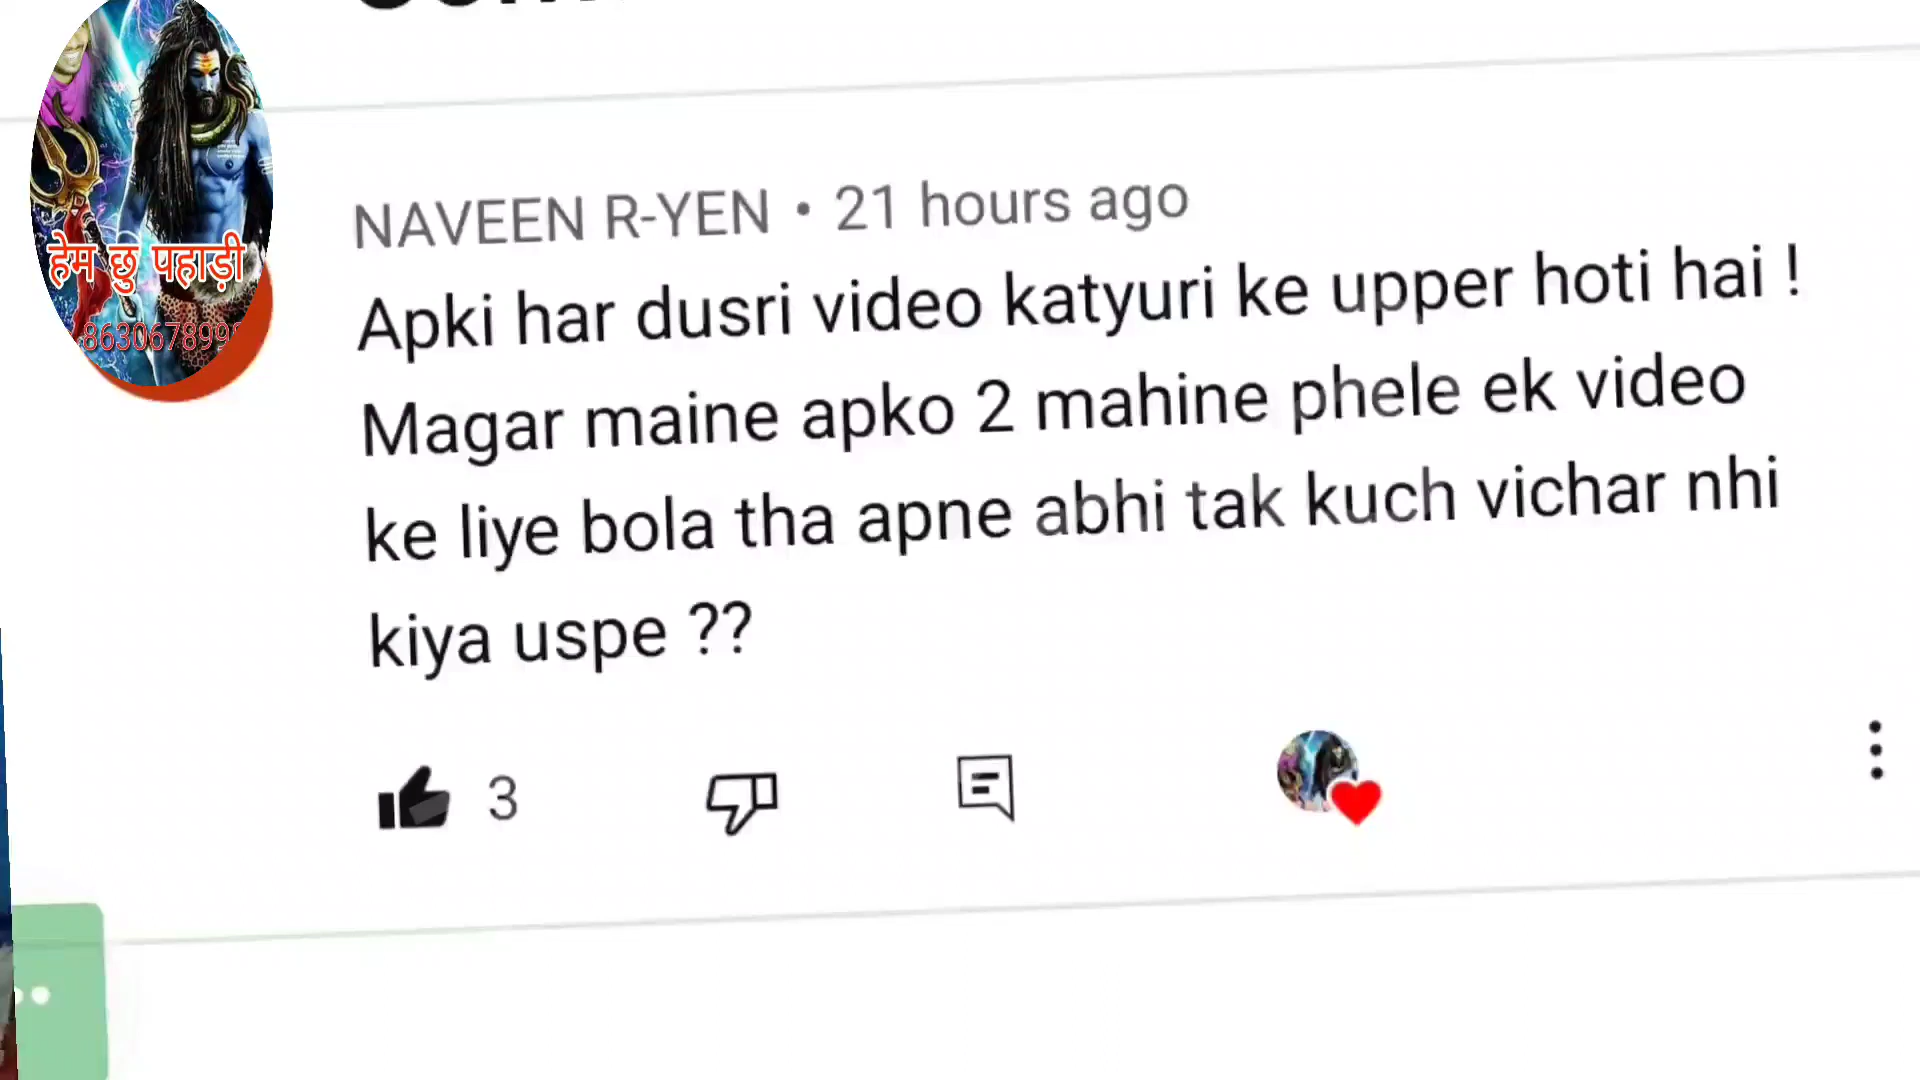 हेम छु पहाड़ी
NAVEEN R-YEN • 21 hours ago
Apki har dusri video katyuri ke upper hoti hai !
Magar maine apko 2 mahine phele ek video
ke liye bola tha apne abhi tak kuch vichar nhi
kiya uspe ??
3